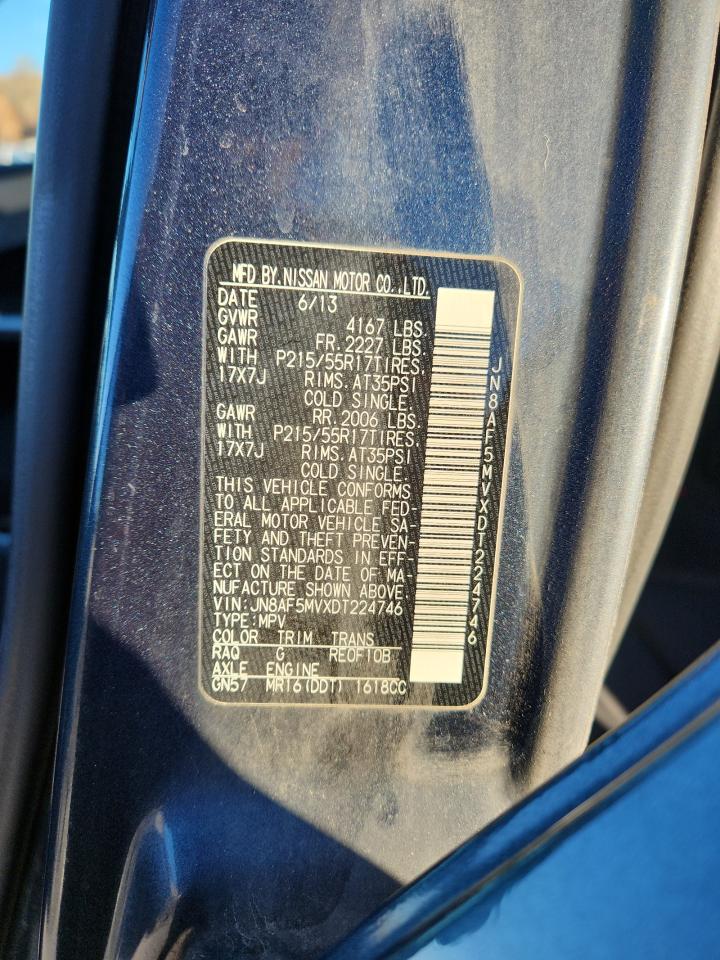 MFD.BY.NISSAN MOTOR CO.,LTD.
DATE 6/13
GVWR 4167 LBS.
GAWR FR.2227 LBS.
WITH P215/55R17TIRES,
17X7J RIMS.AT35PSI
COLD SINGLE.
GAWR RR.2006 LBS.
WITH P215/55R17TIRES,
17X7J RIMS.AT35PSI
COLD SINGLE.
THIS VEHICLE CONFORMS
TO ALL APPLICABLE FED-
ERAL MOTOR VEHICLE SA-
FETY AND THEFT PREVEN-
TION STANDARDS IN EFF-
ECT ON THE DATE OF MA-
NUFACTURE SHOWN ABOVE.
VIN:JN8AF5MVXDT224746
TYPE:MPV
COLOR TRIM TRANS
RAQ G RE0F10B
AXLE ENGINE
GN57 MR16(DDT) 1618CC
JN8AF5MVXDT224746